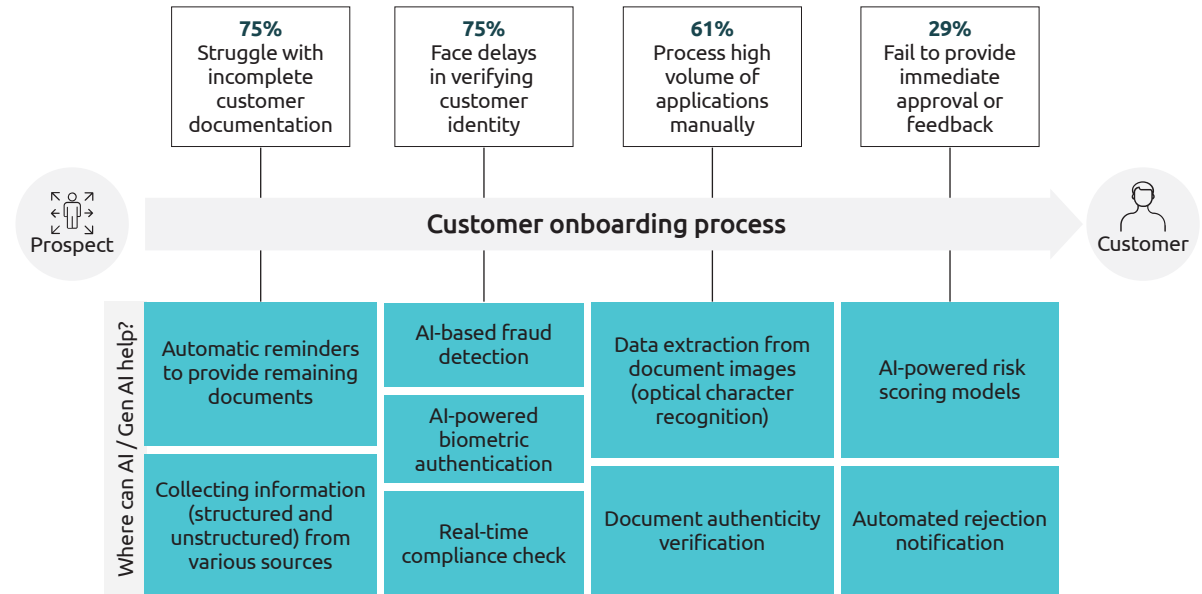 75%
Struggle with
incomplete
customer
documentation
75%
Face delays
in verifying
customer
identity
61%
Process high
volume of
applications
manually
29%
Fail to provide
immediate
approval or
feedback
Prospect
Customer onboarding process
Customer
Where can AI / Gen AI help?
Automatic reminders
to provide remaining
documents
Collecting information
(structured and
unstructured) from
various sources
AI-based fraud
detection
AI-powered
biometric
authentication
Real-time
compliance check
Data extraction from
document images
(optical character
recognition)
Document authenticity
verification
AI-powered risk
scoring models
Automated rejection
notification